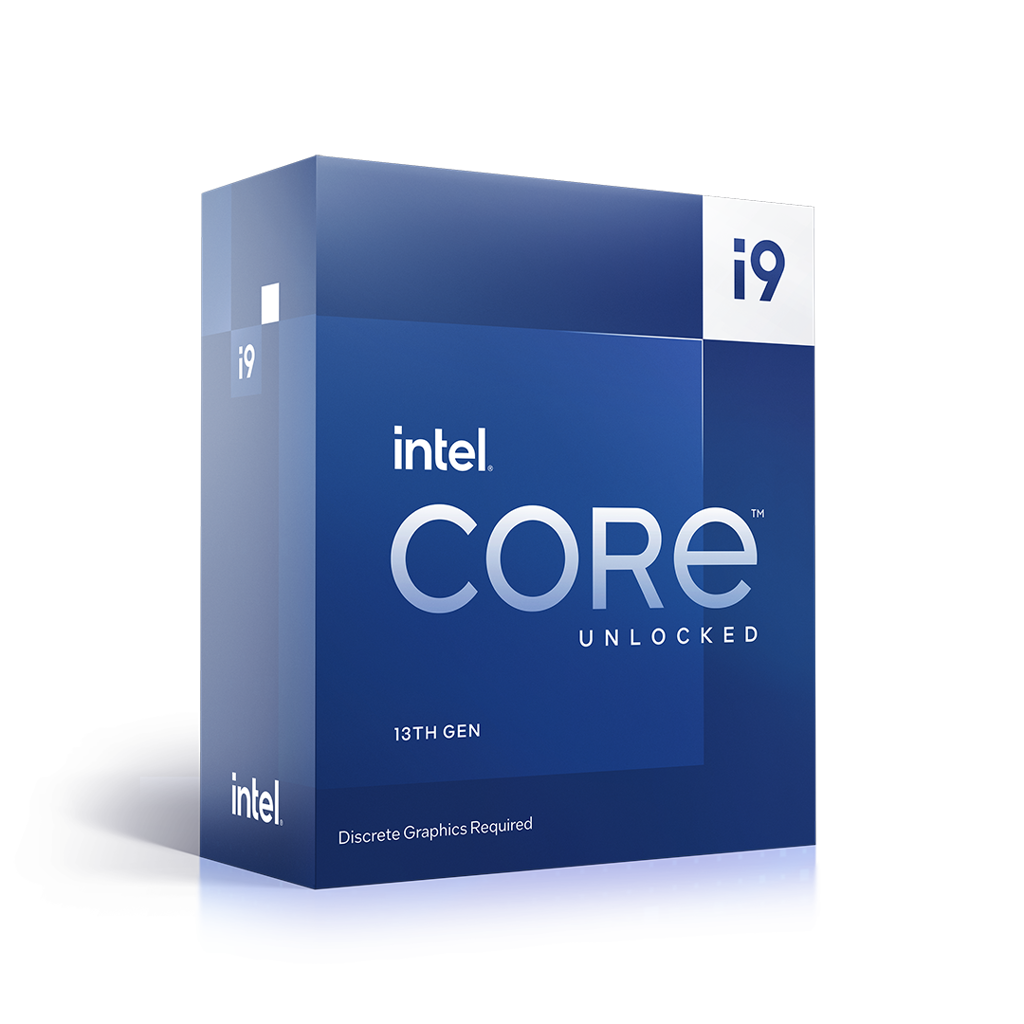 i9
i9
intel®
CORE™
UNLOCKED
13TH GEN
intel®
Discrete Graphics Required